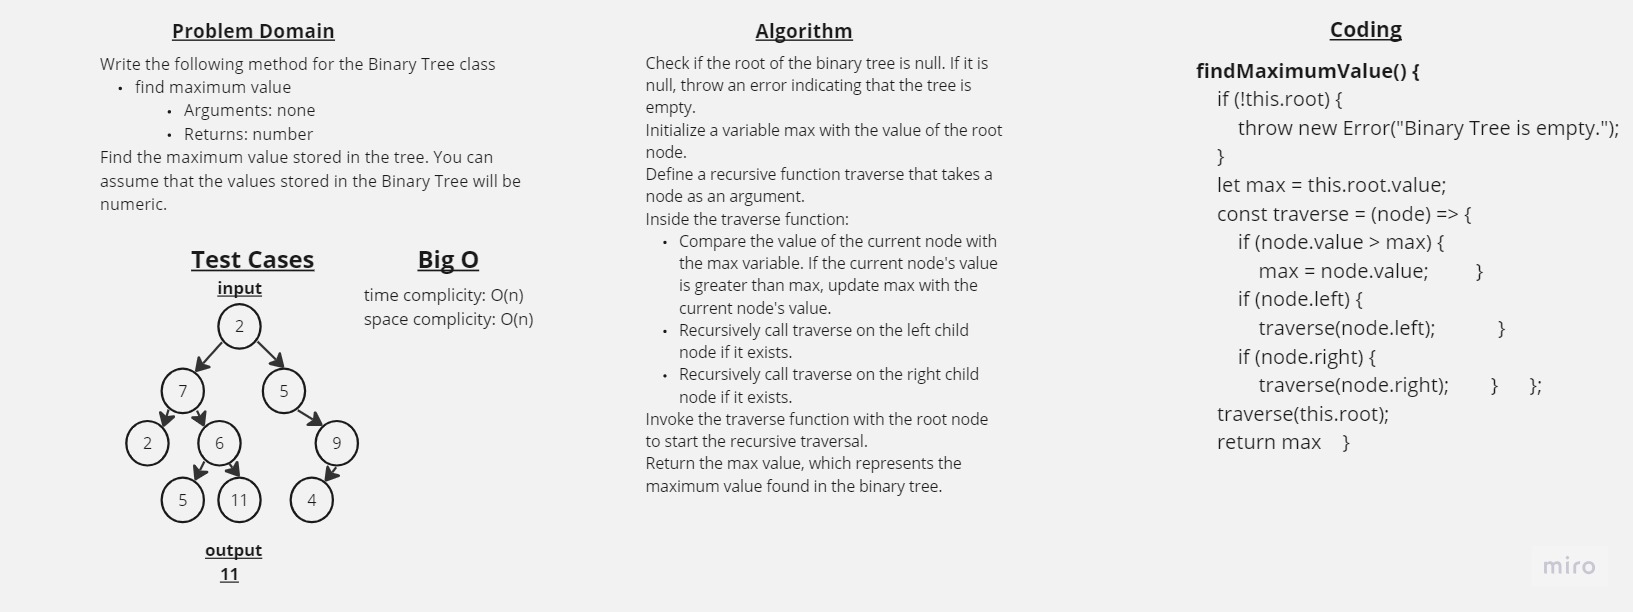 Problem Domain
Write the following method for the Binary Tree class
• find maximum value
• Arguments: none
• Returns: number
Find the maximum value stored in the tree. You can
assume that the values stored in the Binary Tree will be
numeric.
Test Cases
input
2
7 5
2 6 9
5 11 4
output
11
Big O
time complicity: O(n)
space complicity: O(n)
Algorithm
Check if the root of the binary tree is null. If it is
null, throw an error indicating that the tree is
empty.
Initialize a variable max with the value of the root
node.
Define a recursive function traverse that takes a
node as an argument.
Inside the traverse function:
• Compare the value of the current node with
the max variable. If the current node's value
is greater than max, update max with the
current node's value.
• Recursively call traverse on the left child
node if it exists.
• Recursively call traverse on the right child
node if it exists.
Invoke the traverse function with the root node
to start the recursive traversal.
Return the max value, which represents the
maximum value found in the binary tree.
Coding
findMaximumValue() {
if (!this.root) {
throw new Error("Binary Tree is empty.");
}
let max = this.root.value;
const traverse = (node) => {
if (node.value > max) {
max = node.value; }
if (node.left) {
traverse(node.left); }
if (node.right) {
traverse(node.right); } };
traverse(this.root);
return max }
miro